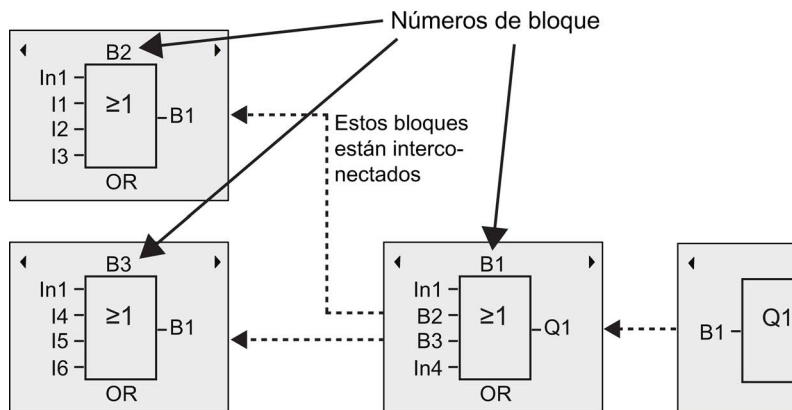 Números de bloque
B2
In1
I1
I2
I3
≥1
B1
OR
Estos bloques
están interco-
nectados
B3
In1
I4
I5
I6
≥1
B1
OR
B1
In1
B2
B3
In4
≥1
Q1
OR
B1
Q1